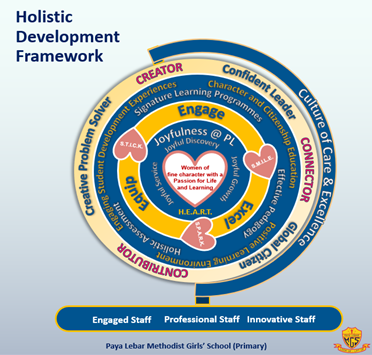 Holistic
Development
Framework
CREATOR
Confident Leader
CONNECTOR
Global Citizen
CONTRIBUTOR
Creative Problem Solver
Culture of Care & Excellence
Engaging Student Development Experiences
Signature Learning Programmes
Character and Citizenship Education
Effective Pedagogy
Positive Learning Environment
Holistic Assessment
Engage
Excel
Equip
S.T.I.C.K.
S.M.I.L.E.
S.P.A.R.K.
Joyfulness @ PL
Joyful Discovery
Joyful Growth
Joyful Service
Women of
fine character with a
Passion for Life
and Learning
H.E.A.R.T.
Engaged Staff Professional Staff Innovative Staff
Paya Lebar Methodist Girls' School (Primary)